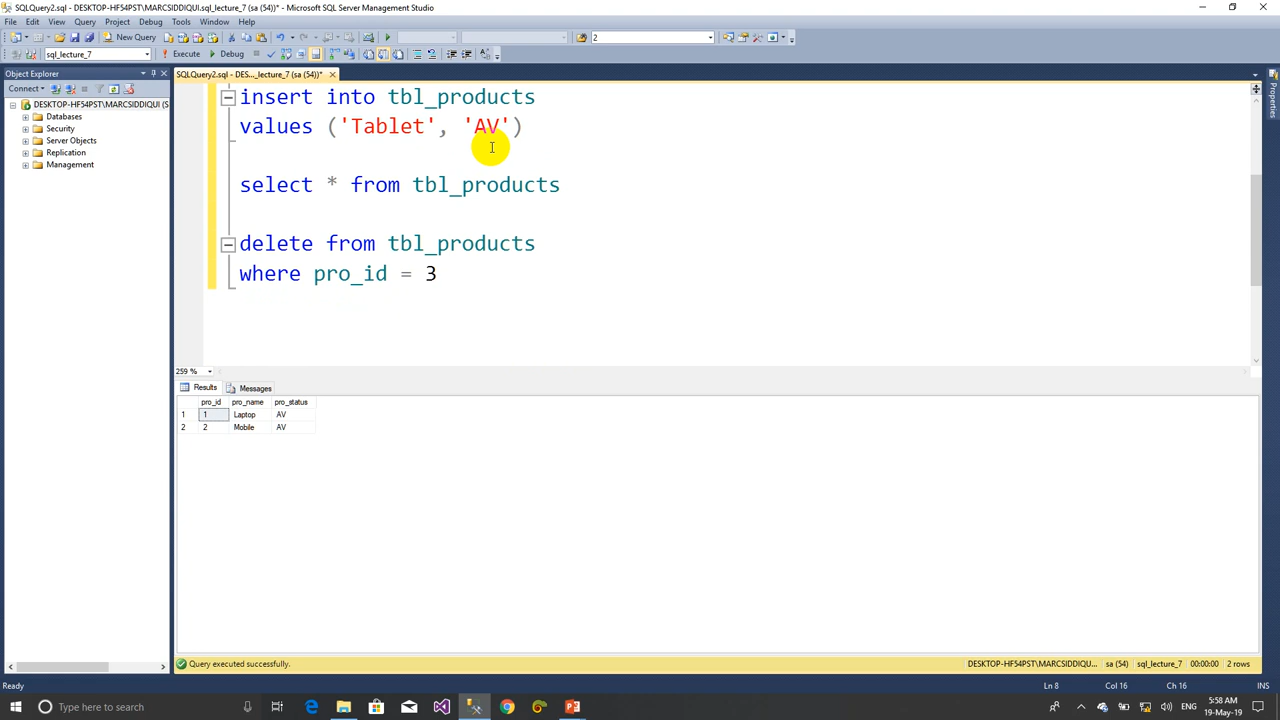 SQLQuery2.sql - DESKTOP-HF54PST\MARCSIDDIQUI.sql_lecture_7 (sa (54))* - Microsoft SQL Server Management Studio
File Edit View Query Project Debug Tools Window Help
New Query 2
sql_lecture_7 Execute Debug
Object Explorer
SQLQuery2.sql - DES..._lecture_7 (sa (54))*
Connect
DESKTOP-HF54PST\MARCSIDDIQUI (S
Databases
Security
Server Objects
Replication
Management
insert into tbl_products
values ('Tablet', 'AV')
select * from tbl_products
delete from tbl_products
where pro_id = 3
Properties
259 %
Results Messages
pro_id pro_name pro_status
1 1 Laptop AV
2 2 Mobile AV
Query executed successfully. DESKTOP-HF54PST\MARCSIDDIQU... sa (54) sql_lecture_7 00:00:00 2 rows
Ready Ln 8 Col 16 Ch 16 INS
Type here to search
5:58 AM
19-May-19